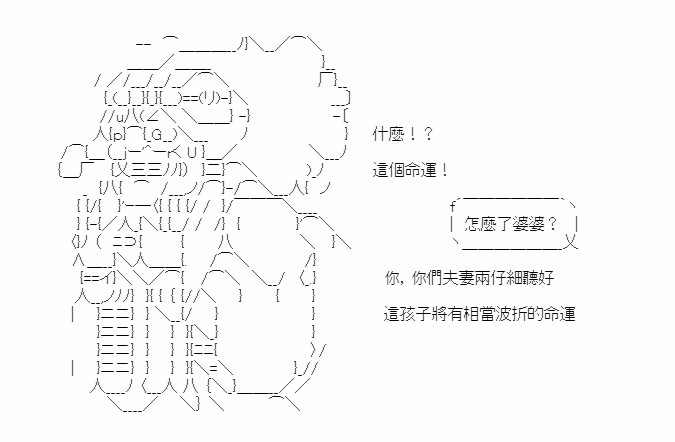 什麼！？
這個命運！
怎麼了婆婆？
你, 你們夫妻兩仔細聽好
這孩子將有相當波折的命運